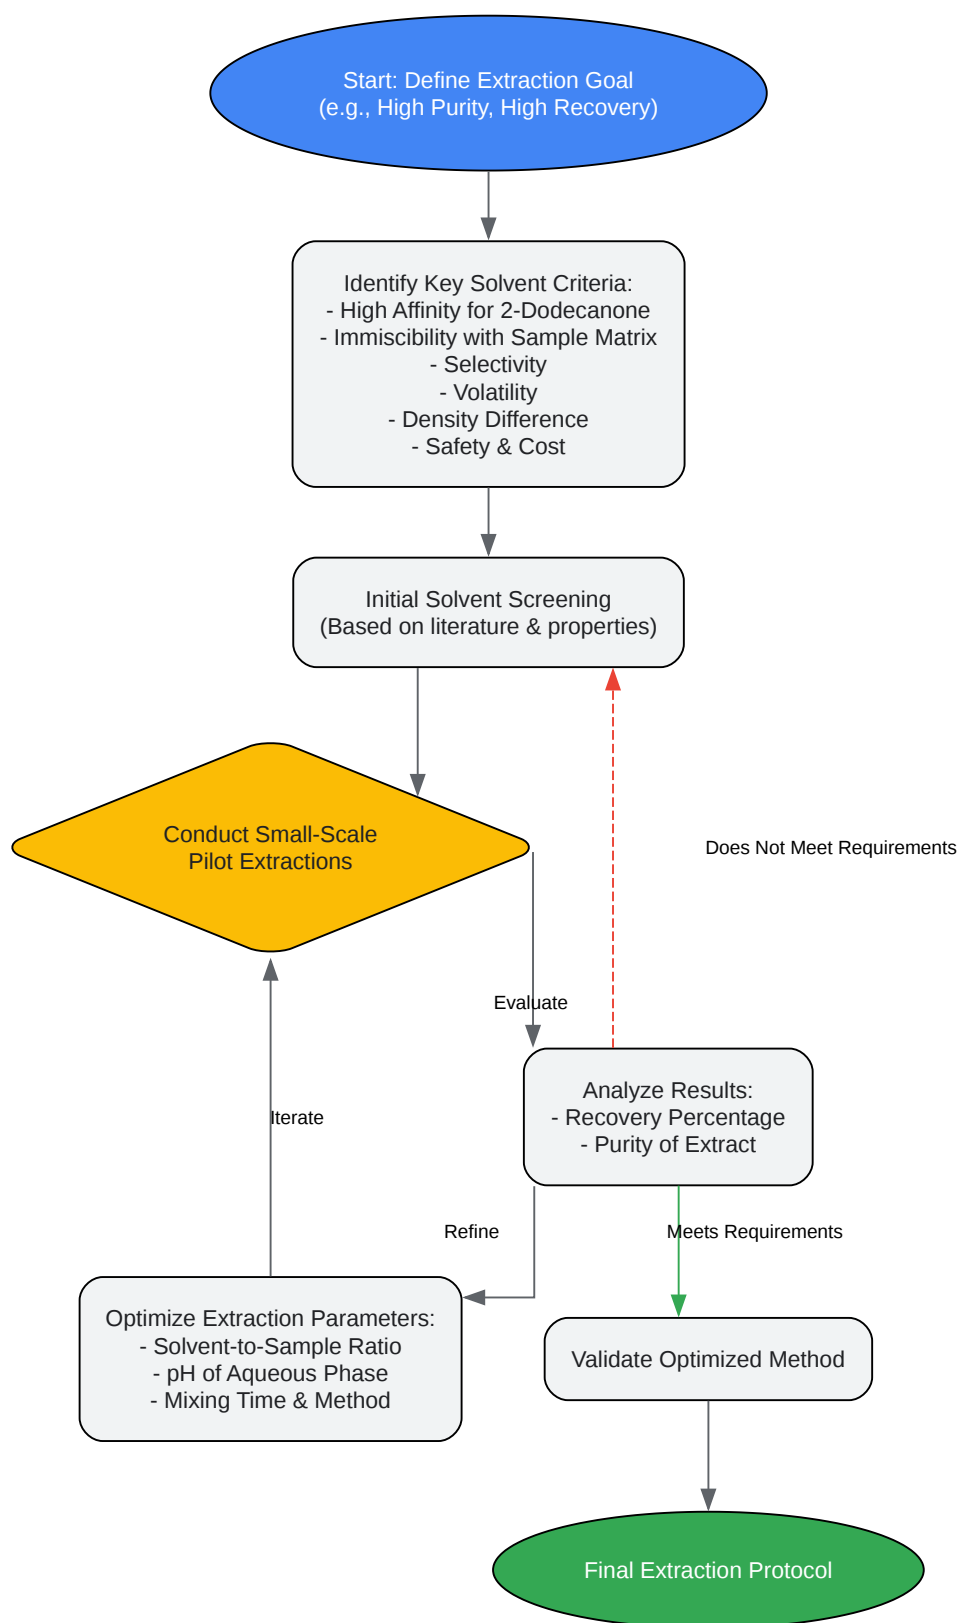 Start: Define Extraction Goal
(e.g., High Purity, High Recovery)
Identify Key Solvent Criteria:
- High Affinity for 2-Dodecanone
- Immiscibility with Sample Matrix
- Selectivity
- Volatility
- Density Difference
- Safety & Cost
Initial Solvent Screening
(Based on literature & properties)
Conduct Small-Scale
Pilot Extractions
Does Not Meet Requirements
Evaluate
Analyze Results:
- Recovery Percentage
- Purity of Extract
Iterate
Refine
Meets Requirements
Optimize Extraction Parameters:
- Solvent-to-Sample Ratio
- pH of Aqueous Phase
- Mixing Time & Method
Validate Optimized Method
Final Extraction Protocol